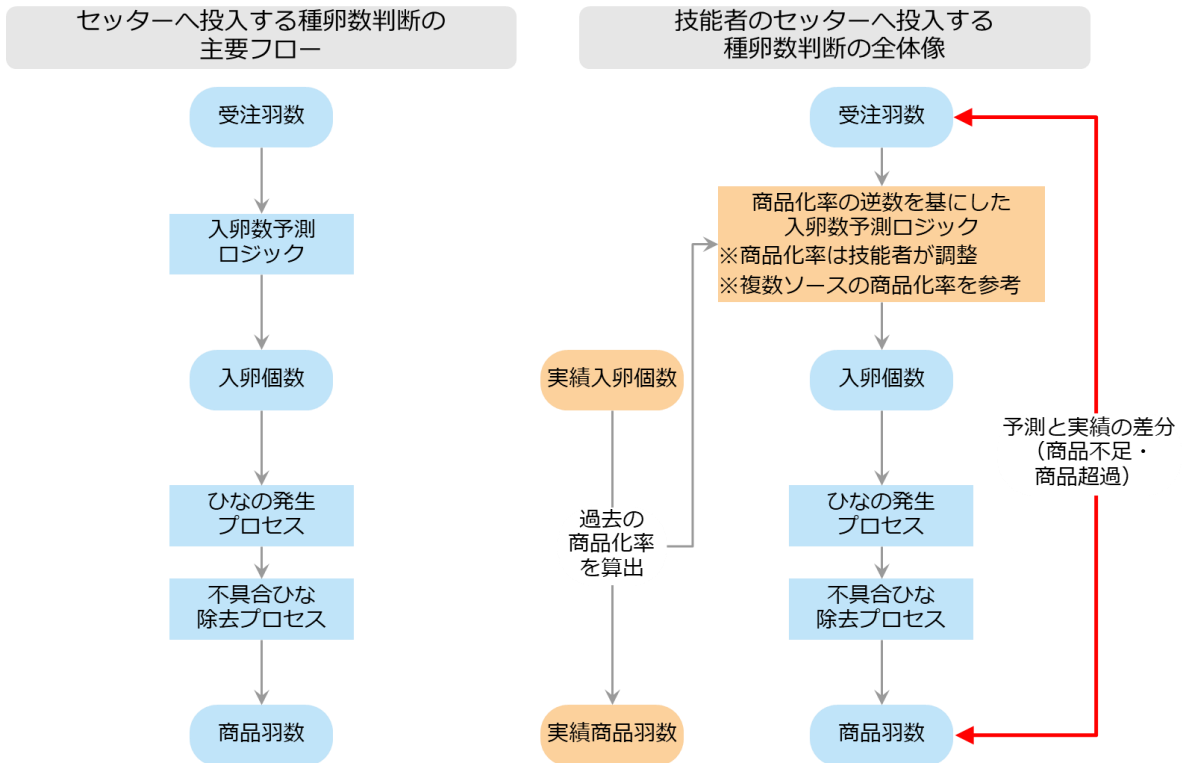 セッターへ投入する種卵数判断の
主要フロー
受注羽数
入卵数予測
ロジック
入卵個数
ひなの発生
プロセス
不具合ひな
除去プロセス
商品羽数
技能者のセッターへ投入する
種卵数判断の全体像
受注羽数
商品化率の逆数を基にした
入卵数予測ロジック
※商品化率は技能者が調整
※複数ソースの商品化率を参考
実績入卵個数
過去の
商品化率
を算出
実績商品羽数
入卵個数
ひなの発生
プロセス
不具合ひな
除去プロセス
商品羽数
予測と実績の差分
（商品不足・
商品超過）